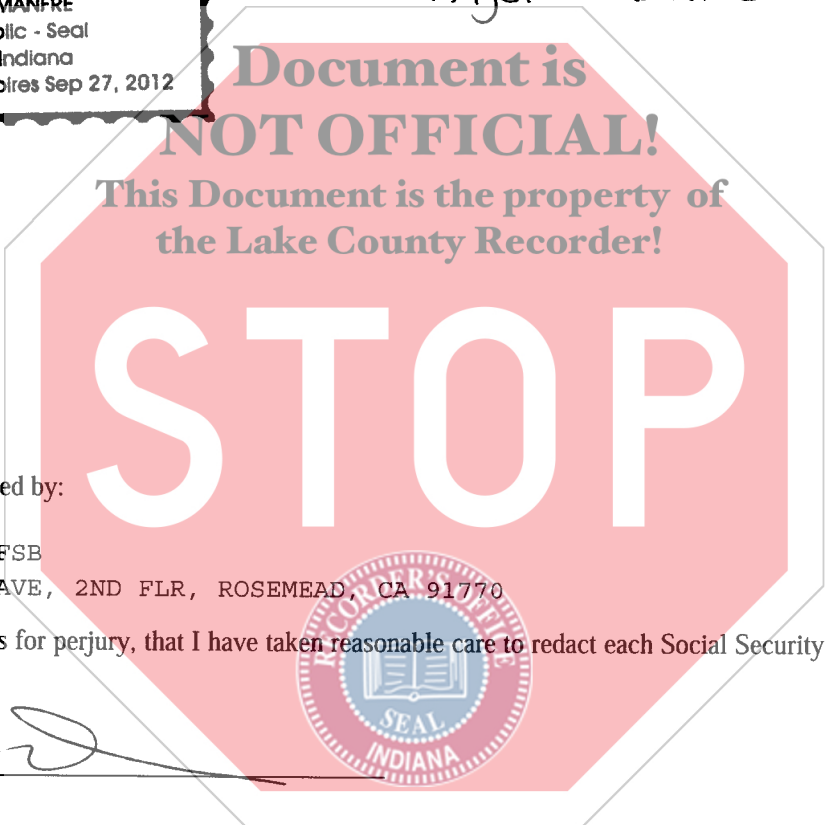 MANFRE
blic - Seal
Indiana
pires Sep 27, 2012
Document is
NOT OFFICIAL!
This Document is the property of
the Lake County Recorder!
STOP
ed by:
FSB
AVE, 2ND FLR, ROSEMEAD, CA 91770
s for perjury, that I have taken reasonable care to redact each Social Security
RECORDER'S OFFICE
SEAL
INDIANA